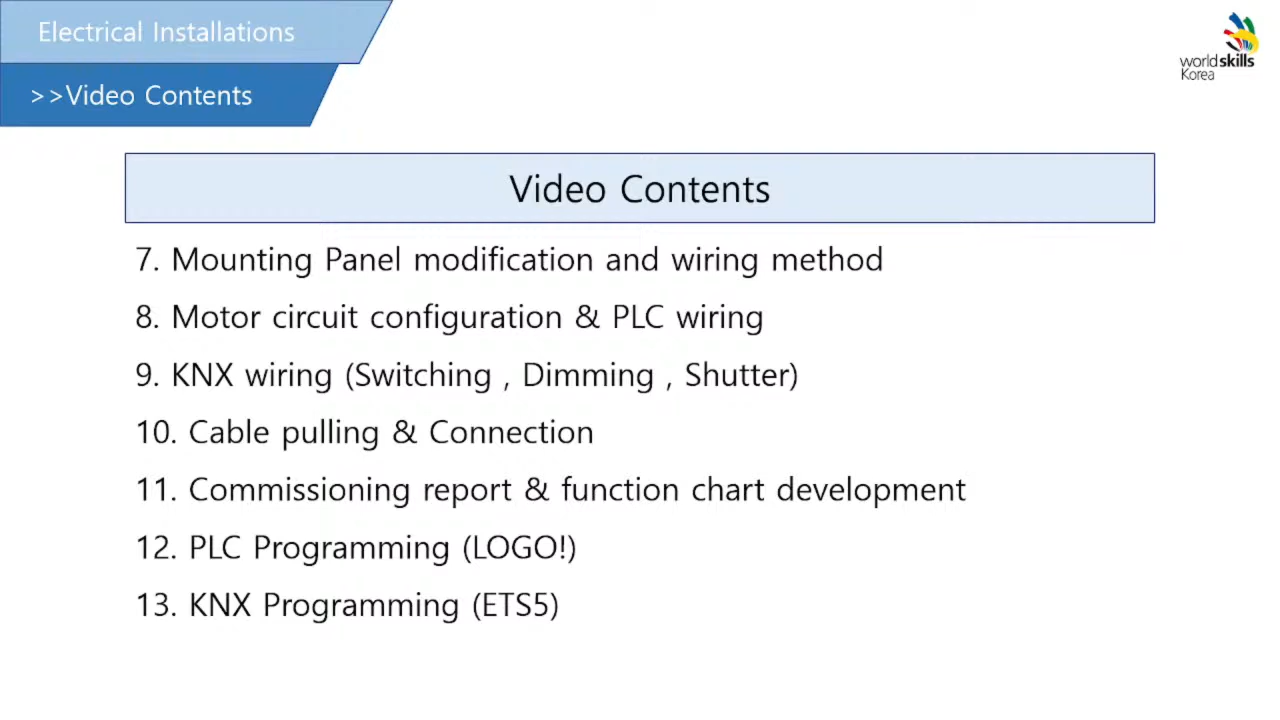 Electrical Installations
>>Video Contents
worldskills
Korea
Video Contents
7. Mounting Panel modification and wiring method
8. Motor circuit configuration & PLC wiring
9. KNX wiring (Switching , Dimming , Shutter)
10. Cable pulling & Connection
11. Commissioning report & function chart development
12. PLC Programming (LOGO!)
13. KNX Programming (ETS5)